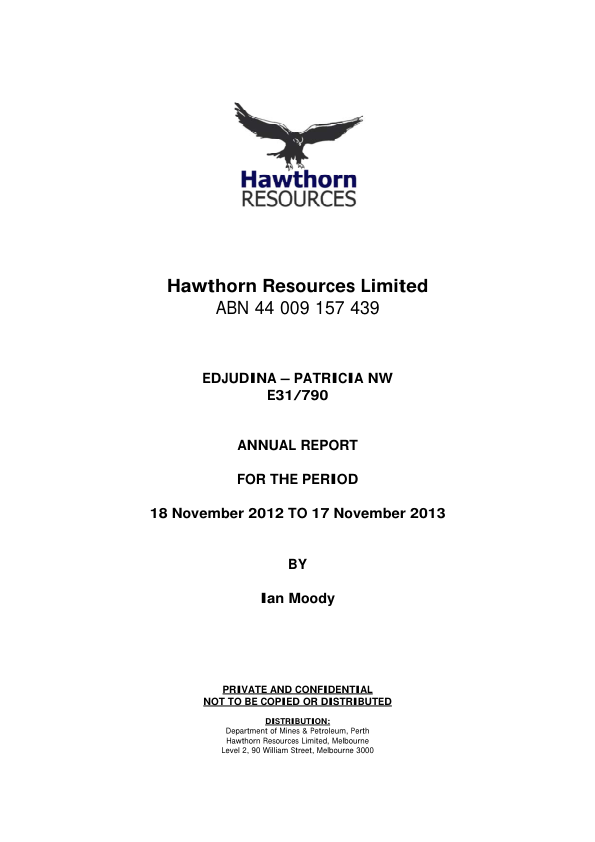 Hawthorn
RESOURCES
Hawthorn Resources Limited
ABN 44 009 157 439
EDJUDINA – PATRICIA NW
E31/790
ANNUAL REPORT
FOR THE PERIOD
18 November 2012 TO 17 November 2013
BY
Ian Moody
PRIVATE AND CONFIDENTIAL
NOT TO BE COPIED OR DISTRIBUTED
DISTRIBUTION:
Department of Mines & Petroleum, Perth
Hawthorn Resources Limited, Melbourne
Level 2, 90 William Street, Melbourne 3000